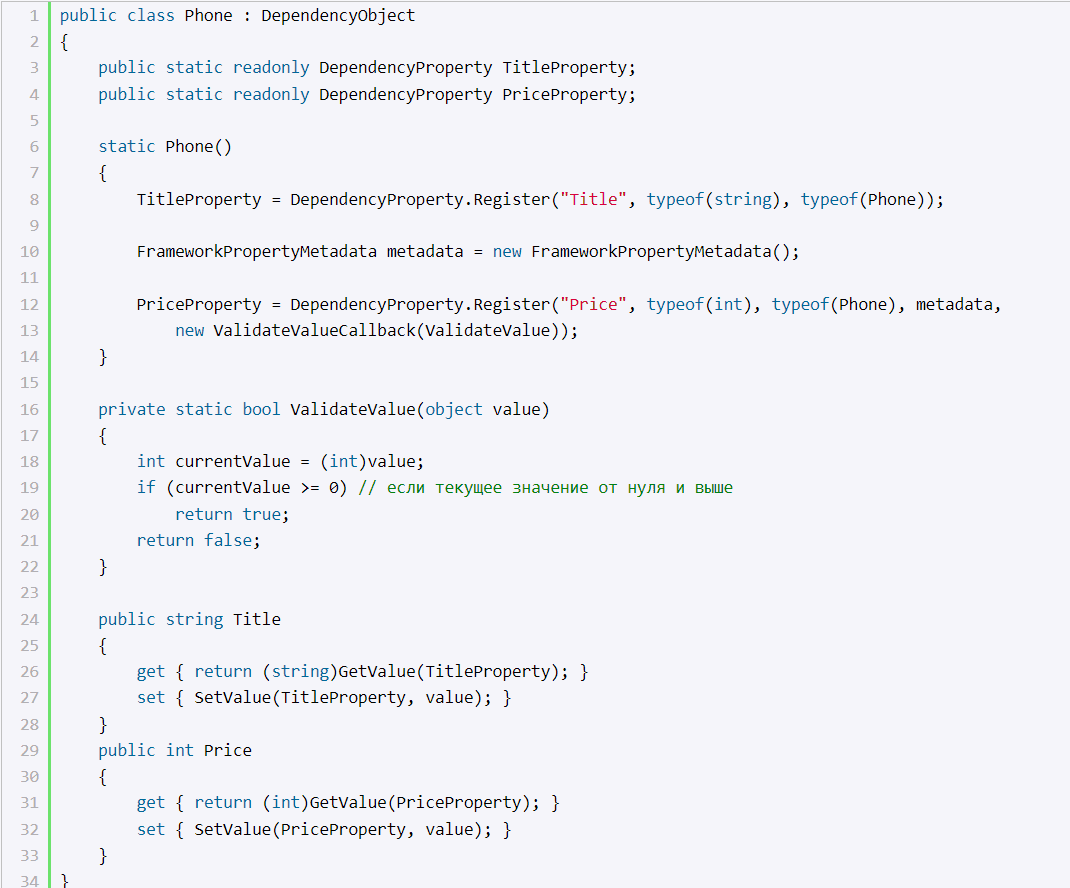 1 public class Phone : DependencyObject
2 {
3     public static readonly DependencyProperty TitleProperty;
4     public static readonly DependencyProperty PriceProperty;
5
6     static Phone()
7     {
8         TitleProperty = DependencyProperty.Register("Title", typeof(string), typeof(Phone));
9
10         FrameworkPropertyMetadata metadata = new FrameworkPropertyMetadata();
11
12         PriceProperty = DependencyProperty.Register("Price", typeof(int), typeof(Phone), metadata,
13             new ValidateValueCallback(ValidateValue));
14     }
15
16     private static bool ValidateValue(object value)
17     {
18         int currentValue = (int)value;
19         if (currentValue >= 0) // если текущее значение от нуля и выше
20             return true;
21         return false;
22     }
23
24     public string Title
25     {
26         get { return (string)GetValue(TitleProperty); }
27         set { SetValue(TitleProperty, value); }
28     }
29     public int Price
30     {
31         get { return (int)GetValue(PriceProperty); }
32         set { SetValue(PriceProperty, value); }
33     }
34 }